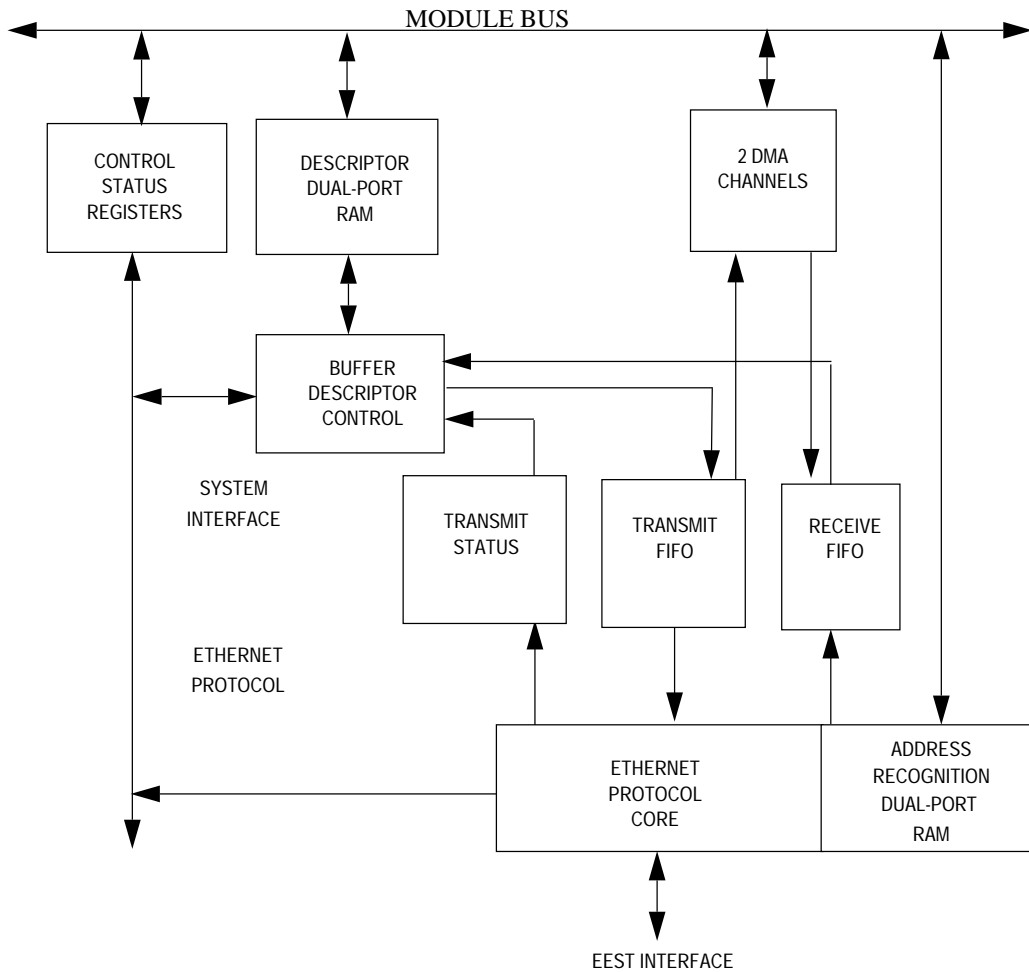 MODULE BUS
CONTROL
STATUS
REGISTERS
DESCRIPTOR
DUAL-PORT
RAM
2 DMA
CHANNELS
BUFFER
DESCRIPTOR
CONTROL
SYSTEM
INTERFACE
TRANSMIT
STATUS
TRANSMIT
FIFO
RECEIVE
FIFO
ETHERNET
PROTOCOL
ETHERNET
PROTOCOL
CORE
ADDRESS
RECOGNITION
DUAL-PORT
RAM
EEST INTERFACE